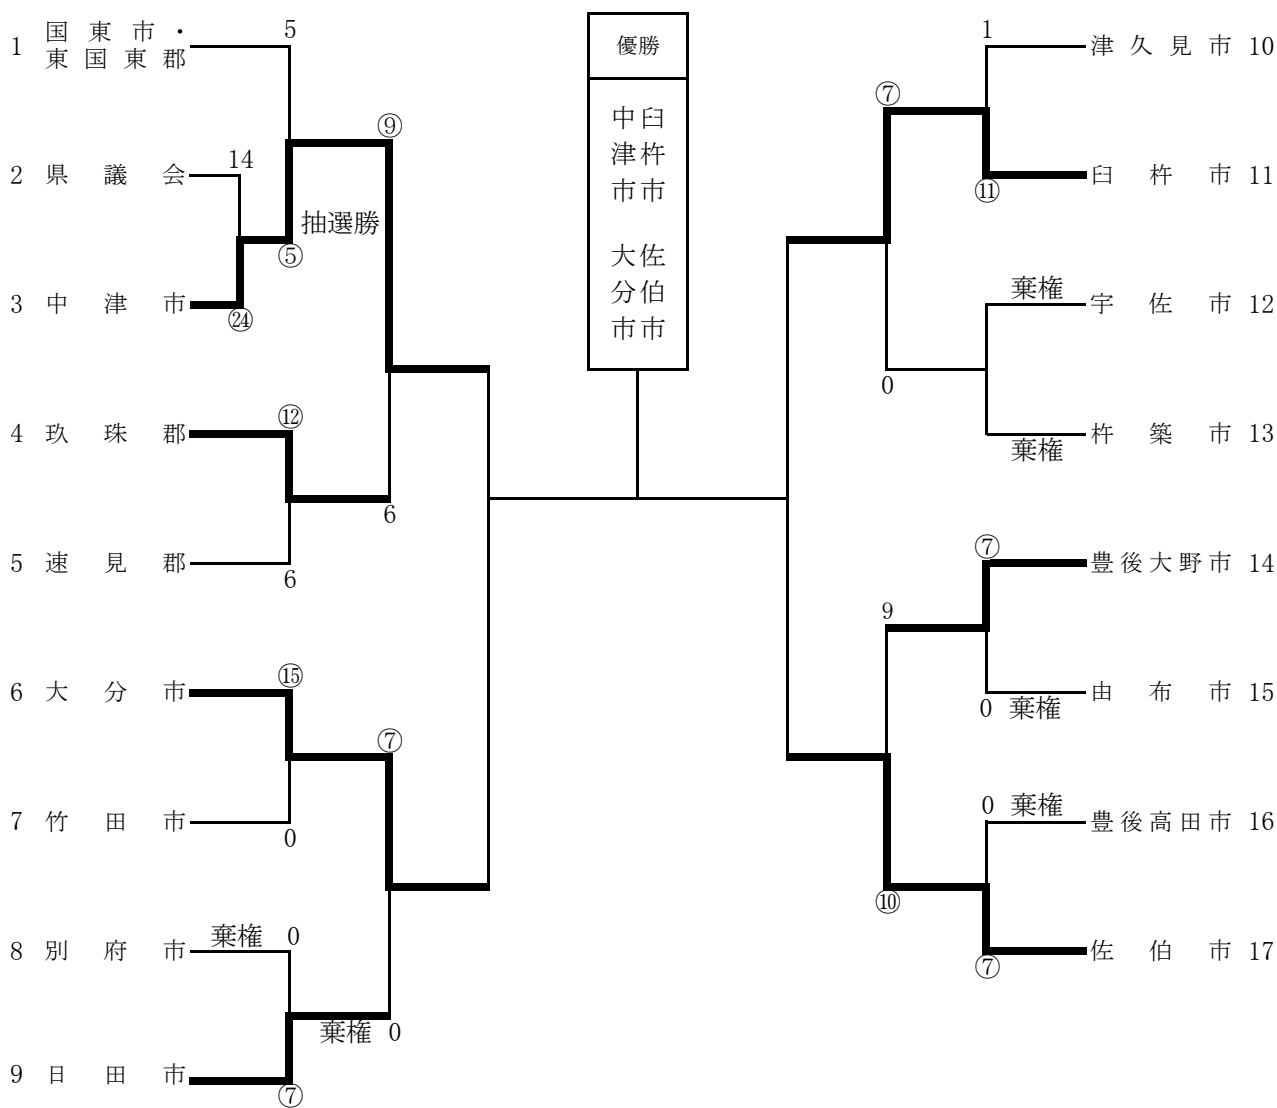 1 国東市・東国東郡 5
2 県議会 14
抽選勝
⑤
3 中津市 ㉔
⑨
4 玖珠郡 ⑫
6
5 速見郡 6
6 大分市 ⑮
⑦
7 竹田市 0
8 別府市 棄権 0
棄権 0
9 日田市 ⑦
優勝
臼杵市 佐伯市
中津市 大分市
1 津久見市 10
⑦
⑪ 臼杵市 11
棄権 宇佐市 12
0
棄権 杵築市 13
⑦ 豊後大野市 14
9
0 棄権 由布市 15
0 棄権 豊後高田市 16
⑩
⑦ 佐伯市 17